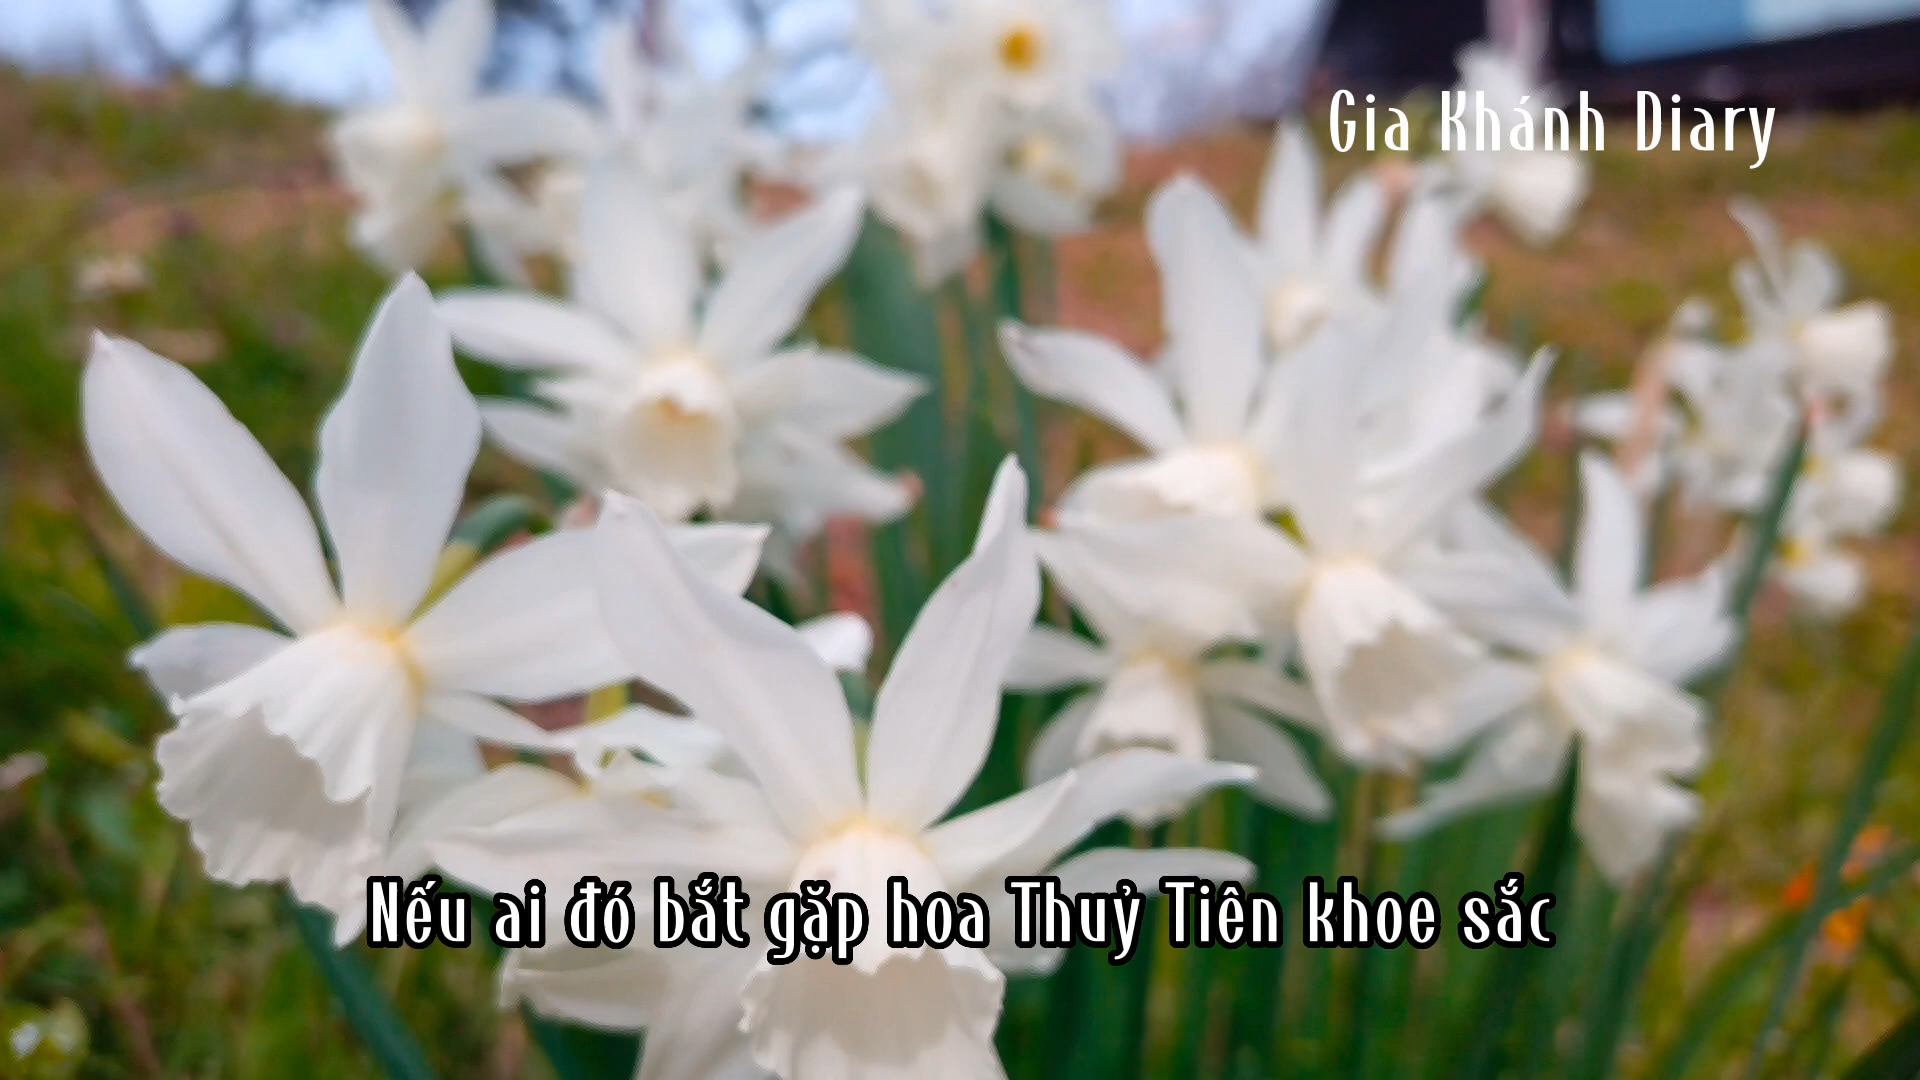 Gia Khánh Diary
Nếu ai đó bắt gặp hoa Thuỷ Tiên khoe sắc